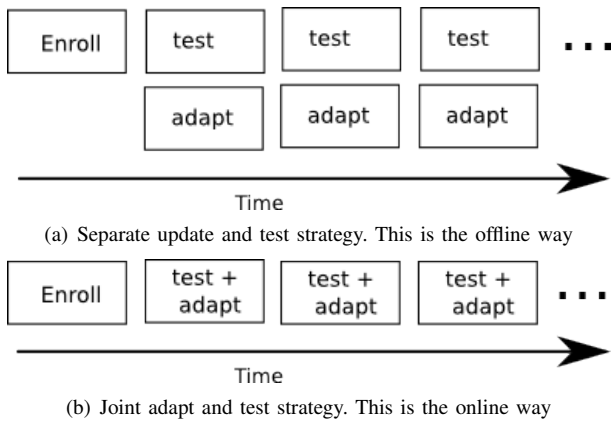 Enroll test test test ...
adapt adapt adapt
Time
(a) Separate update and test strategy. This is the offline way
Enroll test + adapt test + adapt test + adapt ...
Time
(b) Joint adapt and test strategy. This is the online way